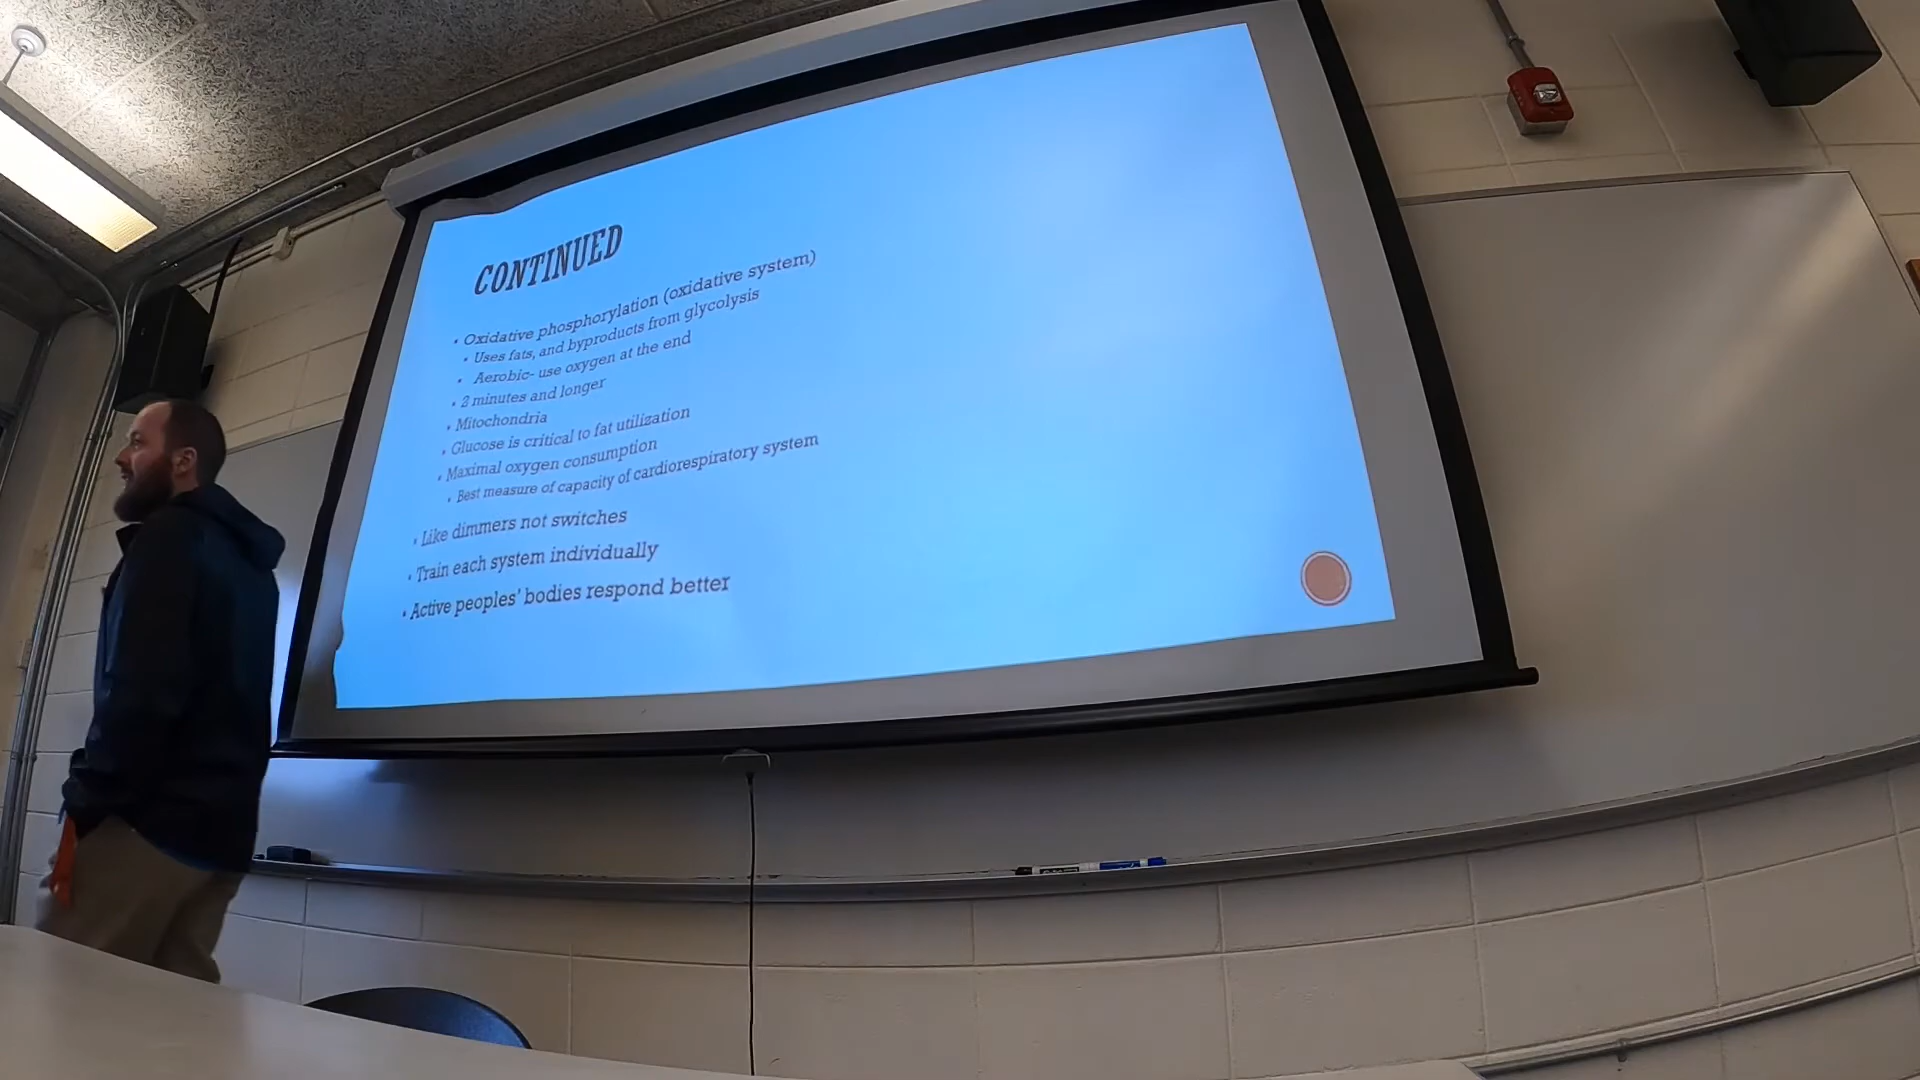 CONTINUED
• Oxidative phosphorylation (oxidative system)
• Uses fats, and byproducts from glycolysis
• Aerobic- use oxygen at the end
• 2 minutes and longer
• Mitochondria
• Glucose is critical to fat utilization
• Maximal oxygen consumption
• Best measure of capacity of cardiorespiratory system
• Like dimmers not switches
• Train each system individually
• Active peoples' bodies respond better